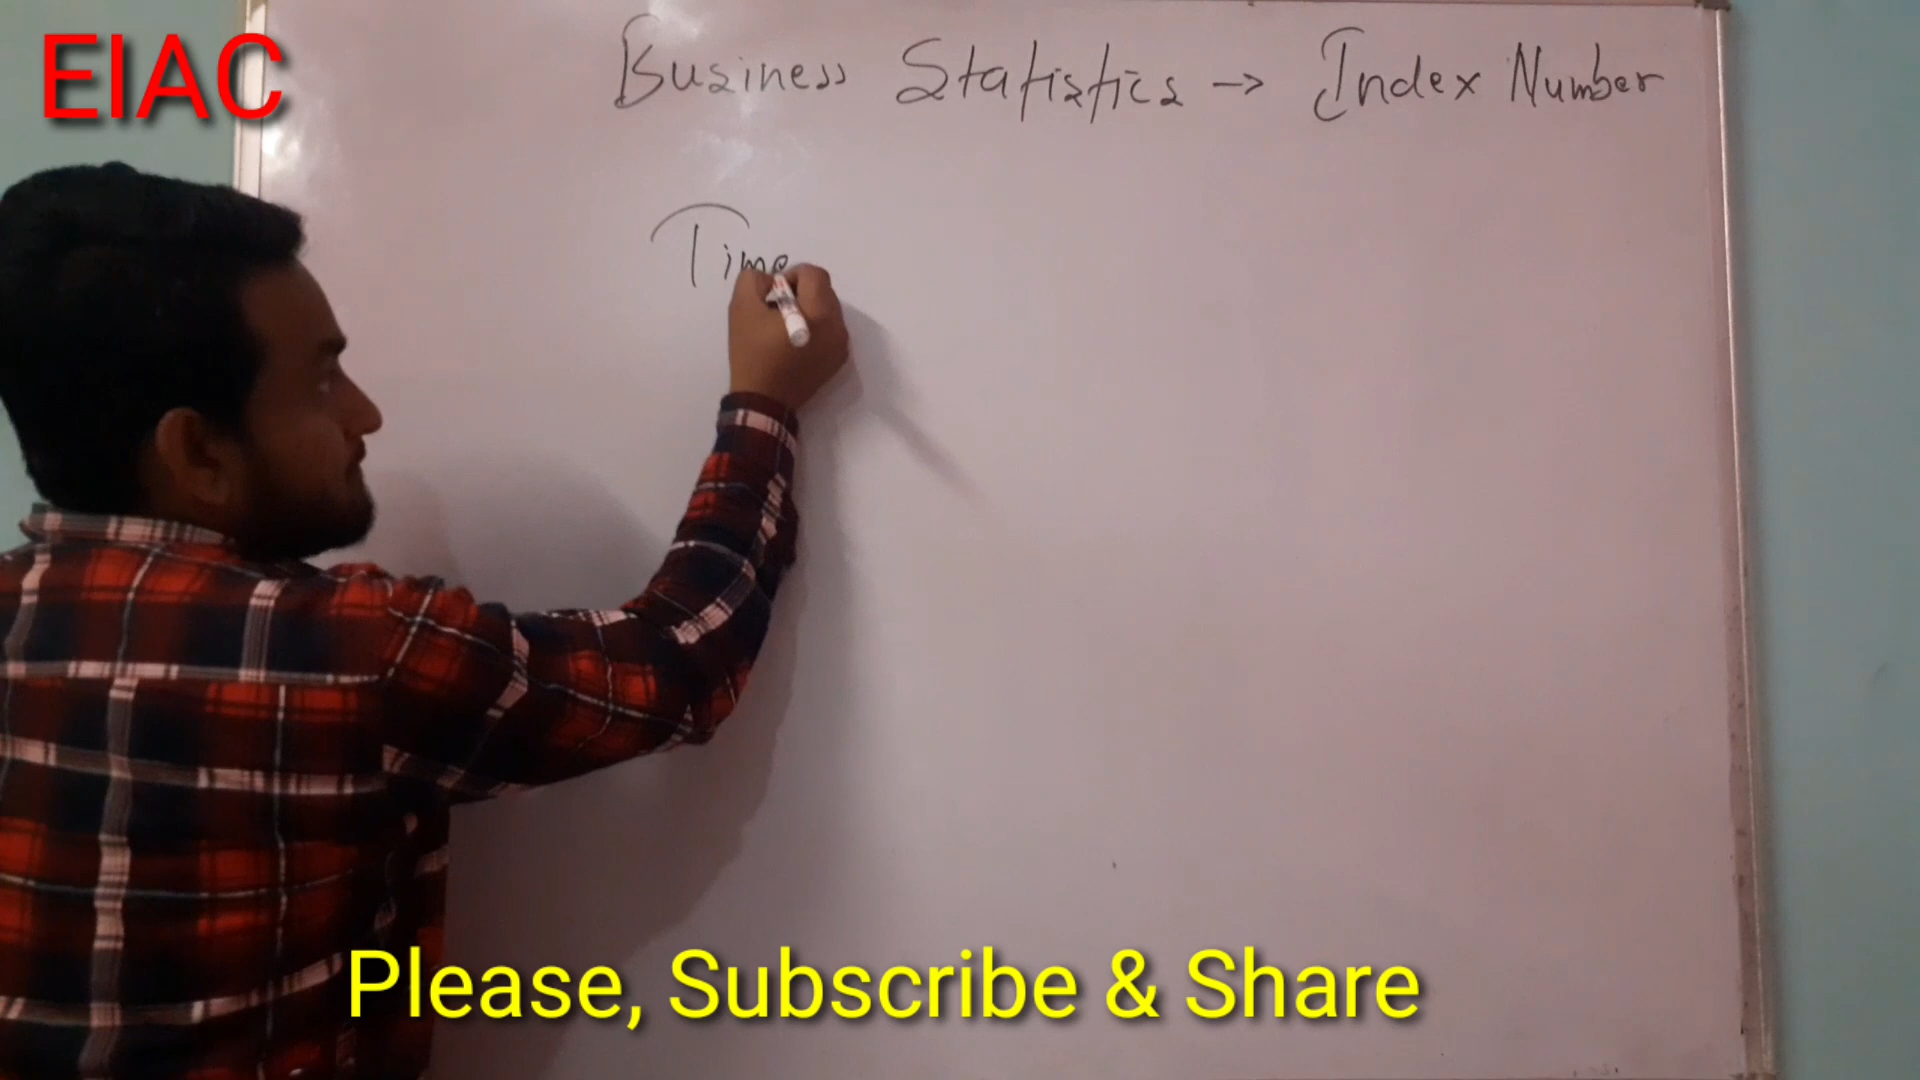 EIAC
Business Statistics → Index Number
Time
Please, Subscribe & Share